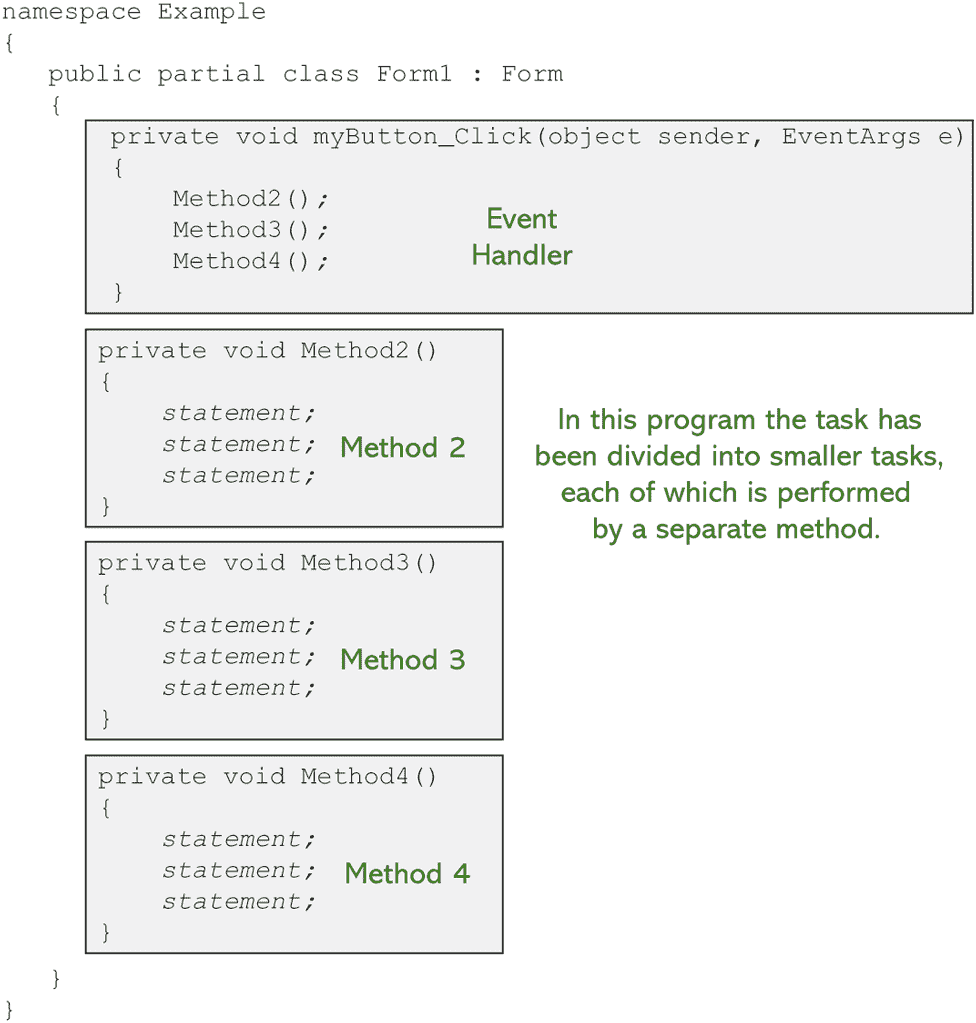 namespace Example
{
public partial class Form1 : Form
{
private void myButton_Click(object sender, EventArgs e)
{
Method2();
Method3();
Method4();
}
Event
Handler
private void Method2()
{
statement;
statement;
statement;
}
Method 2
In this program the task has
been divided into smaller tasks,
each of which is performed
by a separate method.
private void Method3()
{
statement;
statement;
statement;
}
Method 3
private void Method4()
{
statement;
statement;
statement;
}
Method 4
}
}